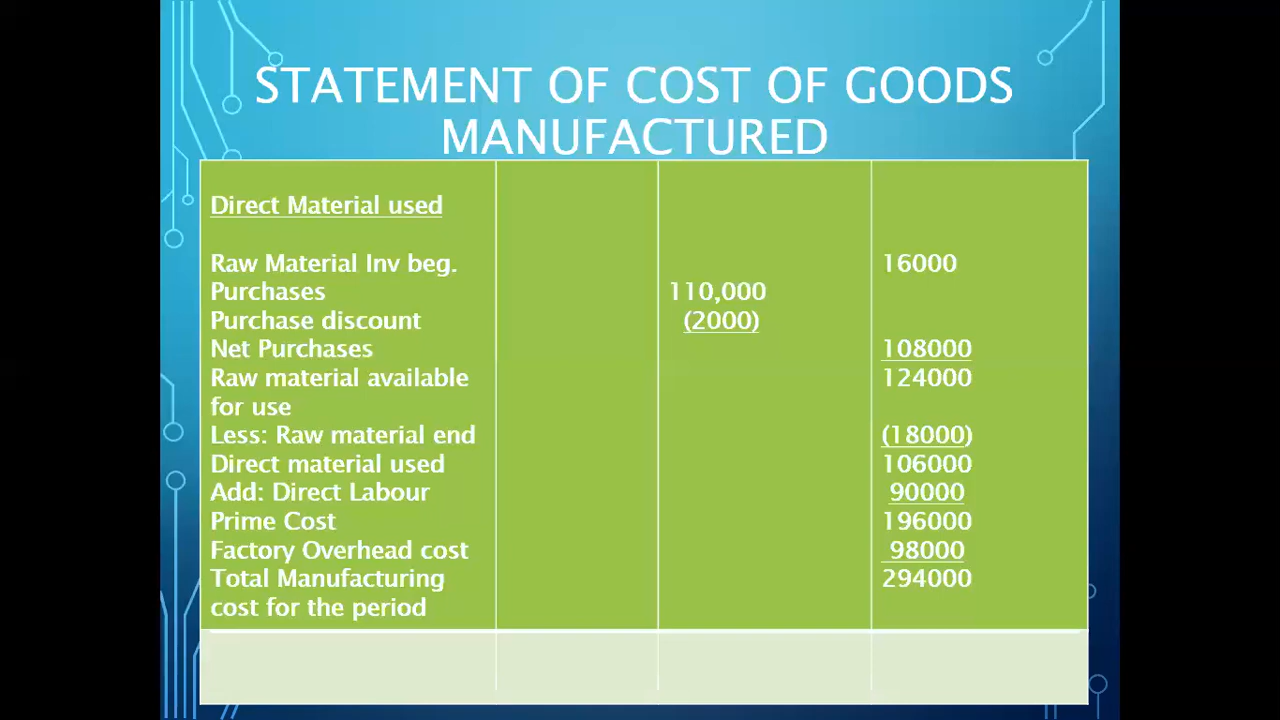 STATEMENT OF COST OF GOODS
MANUFACTURED
Direct Material used
Raw Material Inv beg. 16000
Purchases 110,000
Purchase discount (2000)
Net Purchases 108000
Raw material available 124000
for use
Less: Raw material end (18000)
Direct material used 106000
Add: Direct Labour 90000
Prime Cost 196000
Factory Overhead cost 98000
Total Manufacturing 294000
cost for the period